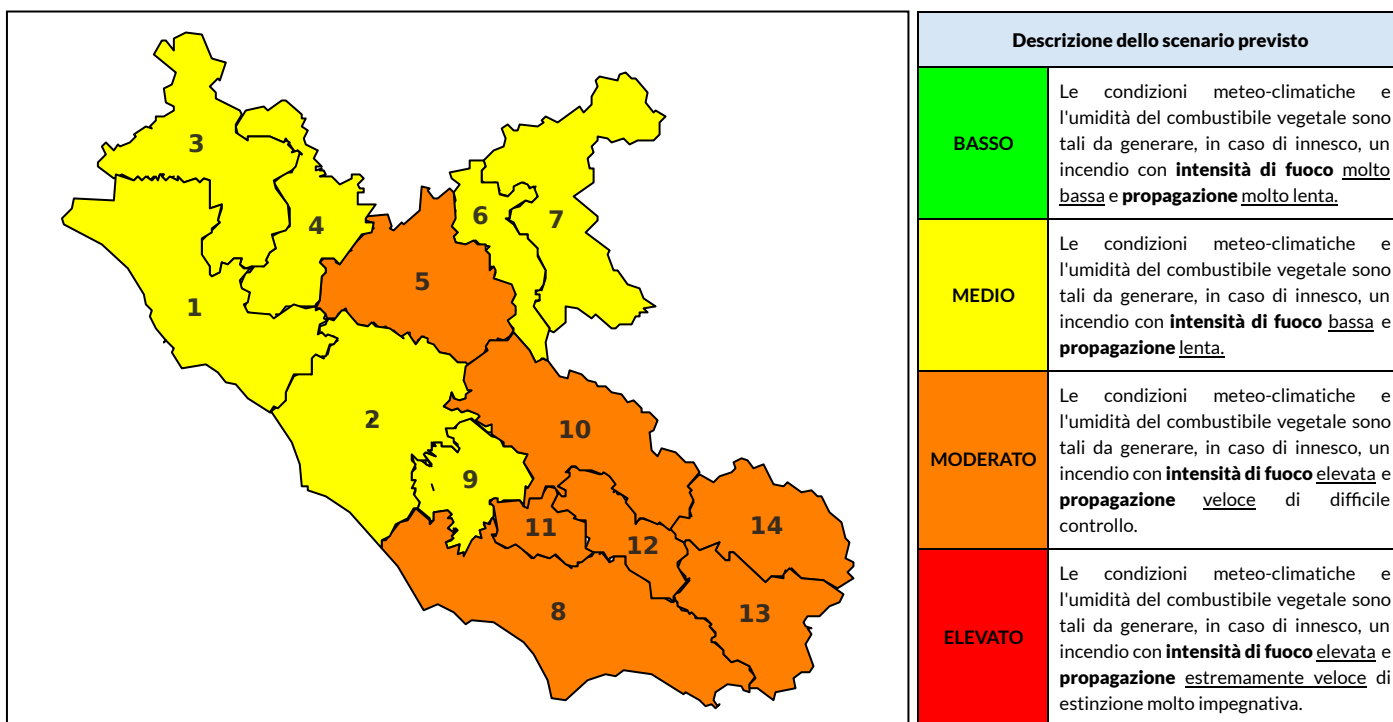 3
4
6
7
5
1
2
10
9
11
12
14
8
13
Descrizione dello scenario previsto
BASSO
Le condizioni meteo-climatiche e
l'umidità del combustibile vegetale sono
tali da generare, in caso di innesco, un
incendio con intensità di fuoco molto
bassa e propagazione molto lenta.
MEDIO
Le condizioni meteo-climatiche e
l'umidità del combustibile vegetale sono
tali da generare, in caso di innesco, un
incendio con intensità di fuoco bassa e
propagazione lenta.
MODERATO
Le condizioni meteo-climatiche e
l'umidità del combustibile vegetale sono
tali da generare, in caso di innesco, un
incendio con intensità di fuoco elevata e
propagazione veloce di difficile
controllo.
ELEVATO
Le condizioni meteo-climatiche e
l'umidità del combustibile vegetale sono
tali da generare, in caso di innesco, un
incendio con intensità di fuoco elevata e
propagazione estremamente veloce di
estinzione molto impegnativa.